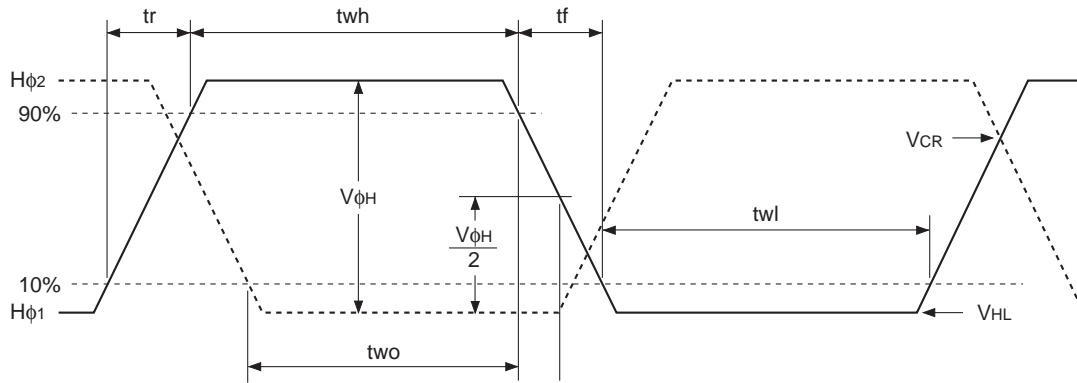 tr twh tf
Hϕ2
90%
VCR
VϕH
twl
VϕH
2
10%
Hϕ1
VHL
two